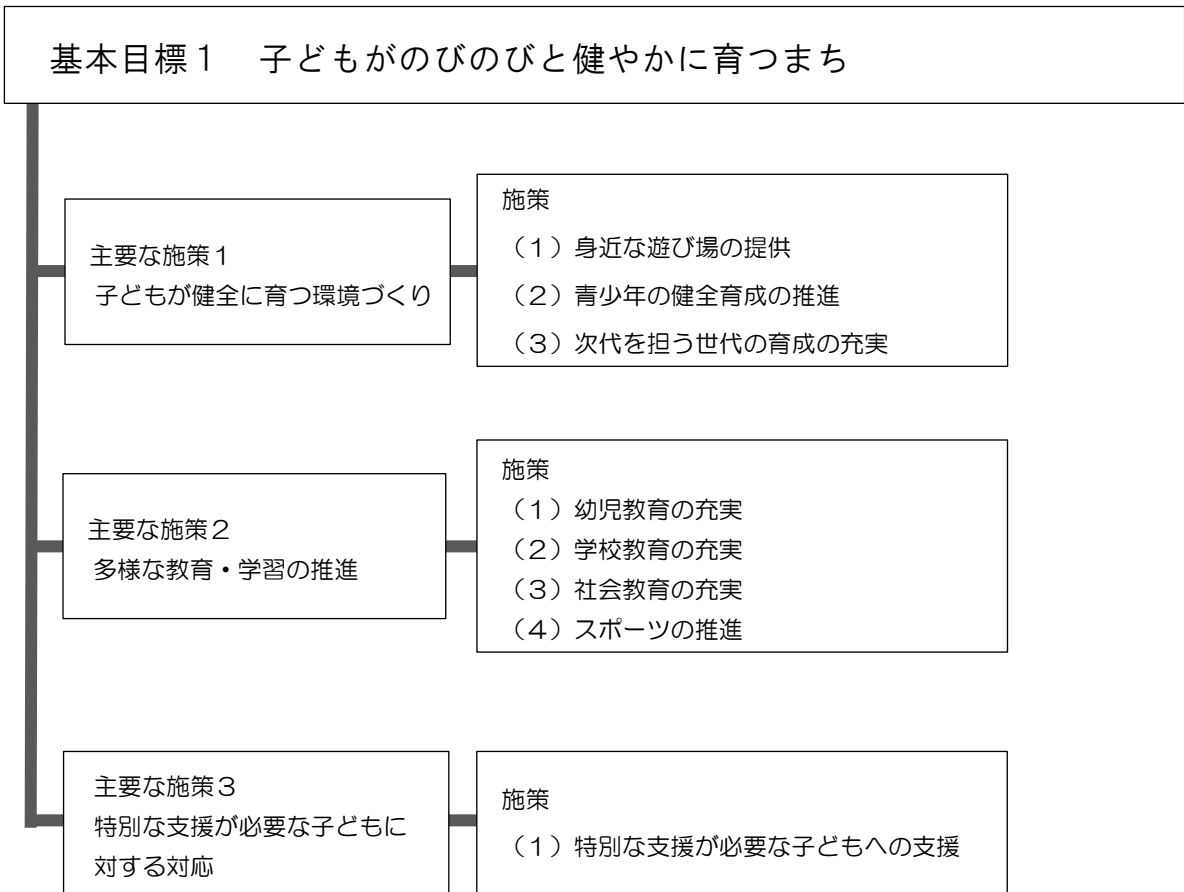 基本目標１　子どもがのびのびと健やかに育つまち
主要な施策１
子どもが健全に育つ環境づくり
施策
（１）身近な遊び場の提供
（２）青少年の健全育成の推進
（３）次代を担う世代の育成の充実
主要な施策２
多様な教育・学習の推進
施策
（１）幼児教育の充実
（２）学校教育の充実
（３）社会教育の充実
（４）スポーツの推進
主要な施策３
特別な支援が必要な子どもに
対する対応
施策
（１）特別な支援が必要な子どもへの支援